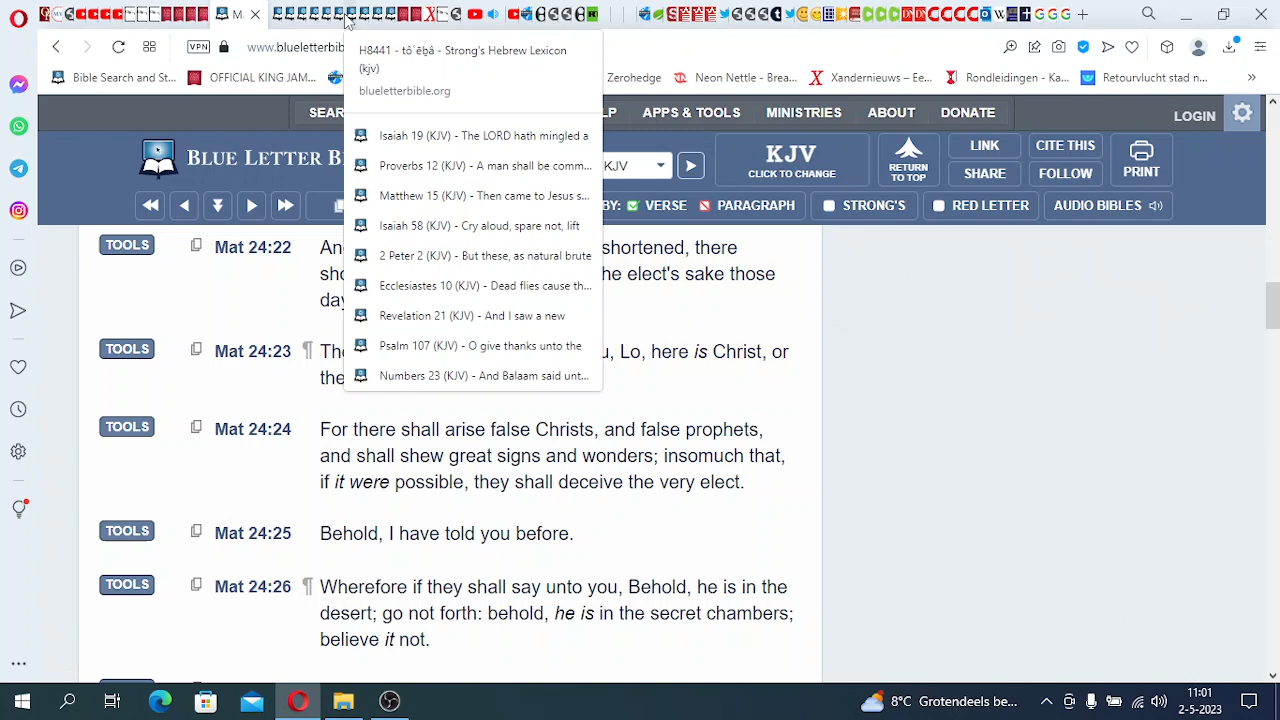 M.
VPN
www.blueletterbib
Bible Search and St...
OFFICIAL KING JAM...
Zerohedge
Neon Nettle - Brea...
Xandernieuws – Ee...
Rondleidingen - Ka...
Retourvlucht stad n...
»
H8441 - tôʿēḇâ - Strong's Hebrew Lexicon
(kjv)
blueletterbible.org
Isaiah 19 (KJV) - The LORD hath mingled a
Proverbs 12 (KJV) - A man shall be comm...
Matthew 15 (KJV) - Then came to Jesus s...
Isaiah 58 (KJV) - Cry aloud, spare not, lift
2 Peter 2 (KJV) - But these, as natural brute
Ecclesiastes 10 (KJV) - Dead flies cause th...
Revelation 21 (KJV) - And I saw a new
Psalm 107 (KJV) - O give thanks unto the
Numbers 23 (KJV) - And Balaam said unt...
SEAR
LP
APPS & TOOLS
MINISTRIES
ABOUT
DONATE
LOGIN
BLUE LETTER B
KJV
KJV
CLICK TO CHANGE
RETURN
TO TOP
LINK
SHARE
CITE THIS
FOLLOW
PRINT
BY:
VERSE
PARAGRAPH
STRONG'S
RED LETTER
AUDIO BIBLES
TOOLS
Mat 24:22
An shortened, there
sho he elect's sake those
day
TOOLS
Mat 24:23
¶ The u, Lo, here is Christ, or
the
TOOLS
Mat 24:24
For there shall arise false Christs, and false prophets,
and shall shew great signs and wonders; insomuch that,
if it were possible, they shall deceive the very elect.
TOOLS
Mat 24:25
Behold, I have told you before.
TOOLS
Mat 24:26
¶ Wherefore if they shall say unto you, Behold, he is in the
desert; go not forth: behold, he is in the secret chambers;
believe it not.
8°C Grotendeels be...
11:01
2-5-2023